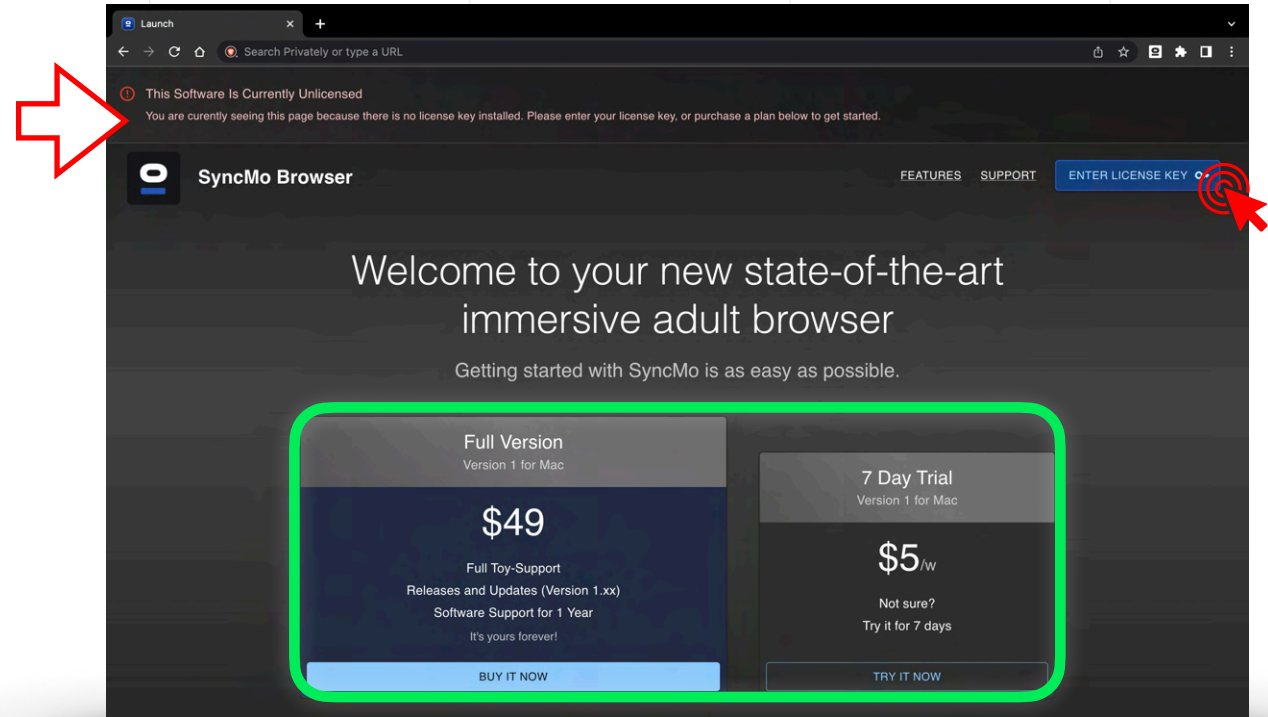 Launch
Search Privately or type a URL
This Software Is Currently Unlicensed
You are curently seeing this page because there is no license key installed. Please enter your license key, or purchase a plan below to get started.
SyncMo Browser
FEATURES
SUPPORT
ENTER LICENSE KEY
Welcome to your new state-of-the-art
immersive adult browser
Getting started with SyncMo is as easy as possible.
Full Version
Version 1 for Mac
$49
Full Toy-Support
Releases and Updates (Version 1.xx)
Software Support for 1 Year
It's yours forever!
BUY IT NOW
7 Day Trial
Version 1 for Mac
$5/w
Not sure?
Try it for 7 days
TRY IT NOW